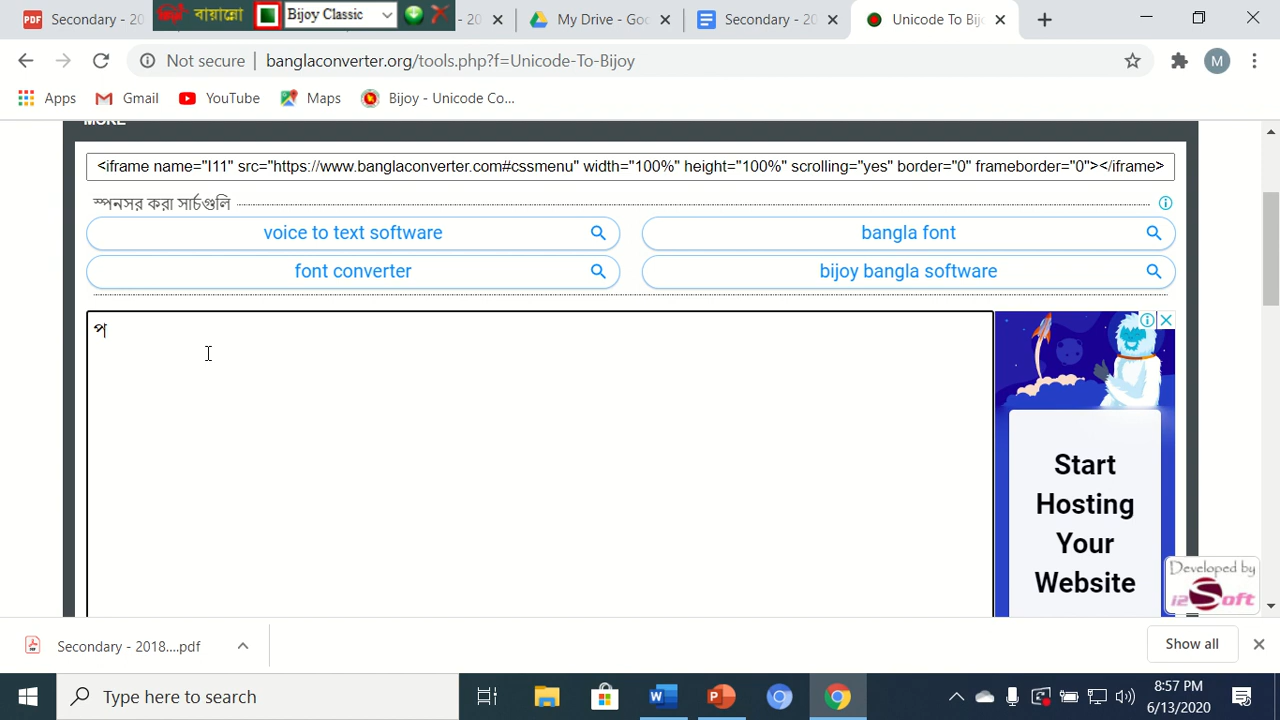 Secondary - 20
বায়ান্নো
Bijoy Classic
- 20
My Drive - Goo
Secondary - 20
Unicode To Bij
Not secure
banglaconverter.org/tools.php?f=Unicode-To-Bijoy
M
Apps
Gmail
YouTube
Maps
Bijoy - Unicode Co...
MORE
<iframe name="I11" src="https://www.banglaconverter.com#cssmenu" width="100%" height="100%" scrolling="yes" border="0" frameborder="0"></iframe>
স্পনসর করা সার্চগুলি
voice to text software
bangla font
font converter
bijoy bangla software
প
Start
Hosting
Your
Website
Developed by
i2Soft
Secondary - 2018....pdf
Show all
Type here to search
8:57 PM
6/13/2020